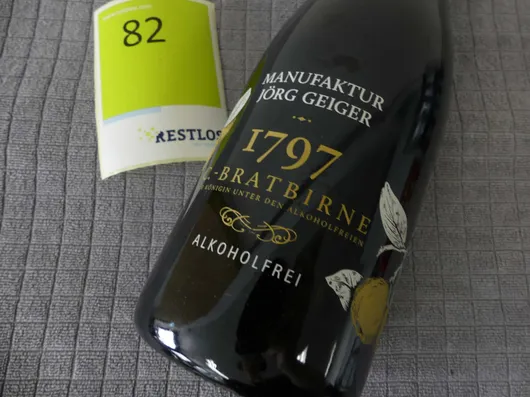 82
RESTLOS
MANUFAKTUR
JÖRG GEIGER
1797
-BRATBIRNE
KÖNIGIN UNTER DEN ALKOHOLFREIEN
ALKOHOLFREI